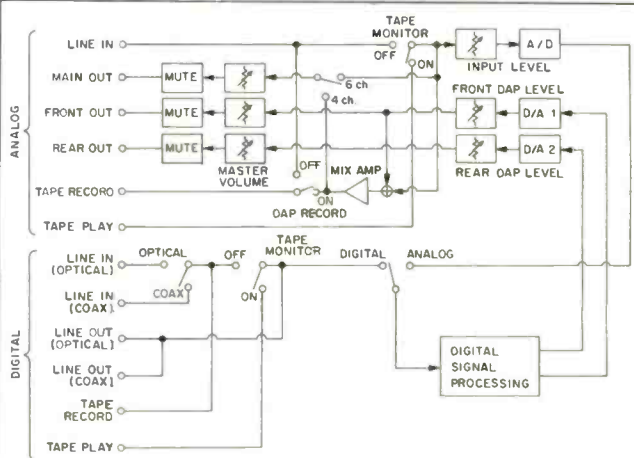 ANALOG
LINE IN
MAIN OUT
FRONT OUT
REAR OUT
TAPE RECORD
TAPE PLAY
TAPE
MONITOR
OFF
ON
A/D
INPUT LEVEL
MUTE
6 ch
4 ch.
FRONT DAP LEVEL
MUTE
D/A 1
MUTE
D/A 2
MASTER
VOLUME
OFF
MIX AMP
REAR DAP LEVEL
ON
DAP RECORD
DIGITAL
LINE IN
(OPTICAL)
LINE IN
(COAX).
LINE OUT
(OPTICAL)
LINE OUT
(COAX)
TAPE
RECORD
TAPE PLAY
OPTICAL
COAX
OFF
TAPE
MONITOR
ON
DIGITAL
ANALOG
DIGITAL
SIGNAL
PROCESSING